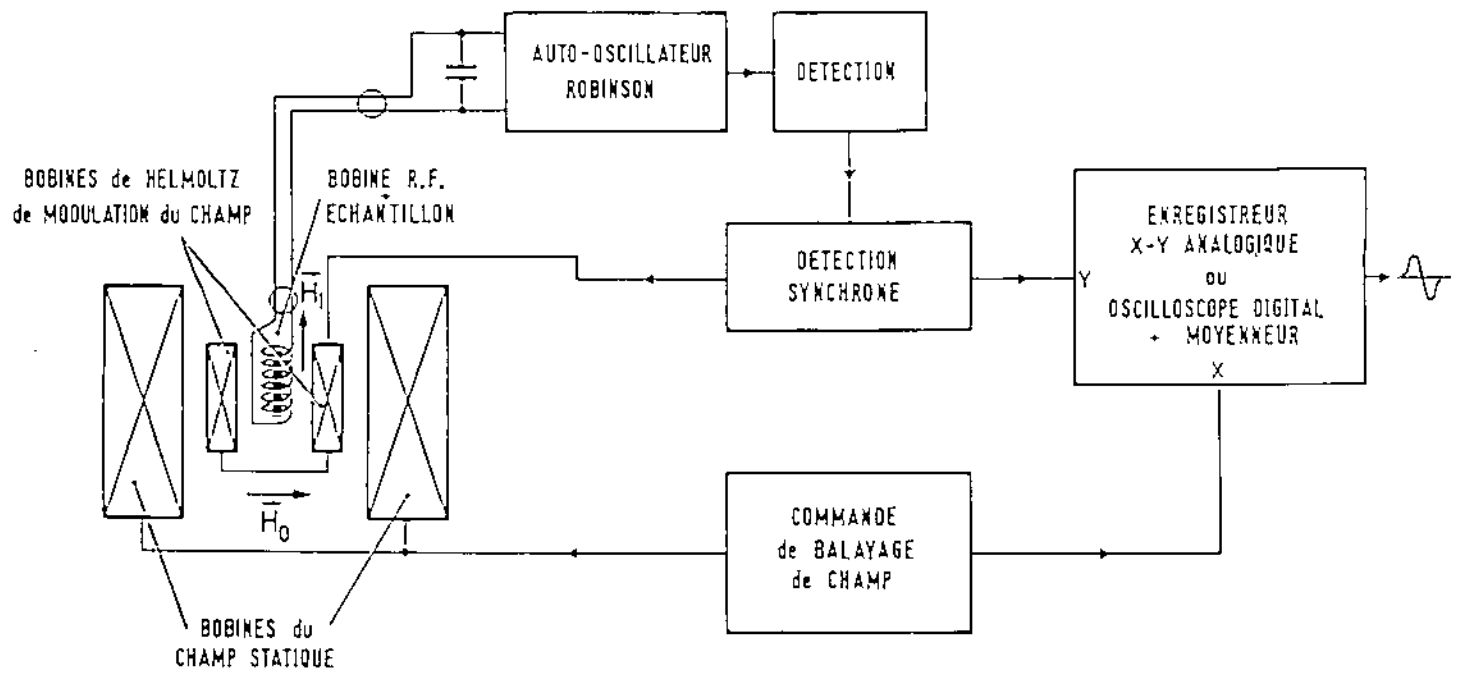 AUTO-OSCILLATEUR
ROBINSON
DETECTION
BOBINES de HELMOLTZ
de MODULATION du CHAMP
BOBINE R.F.
+
ECHANTILLON
H₁
DETECTION
SYNCHRONE
ENREGISTREUR
X-Y ANALOGIQUE
OU
OSCILLOSCOPE DIGITAL
+ MOYENNEUR
Y
X
H₀
COMMANDE
de BALAYAGE
de CHAMP
BOBINES du
CHAMP STATIQUE